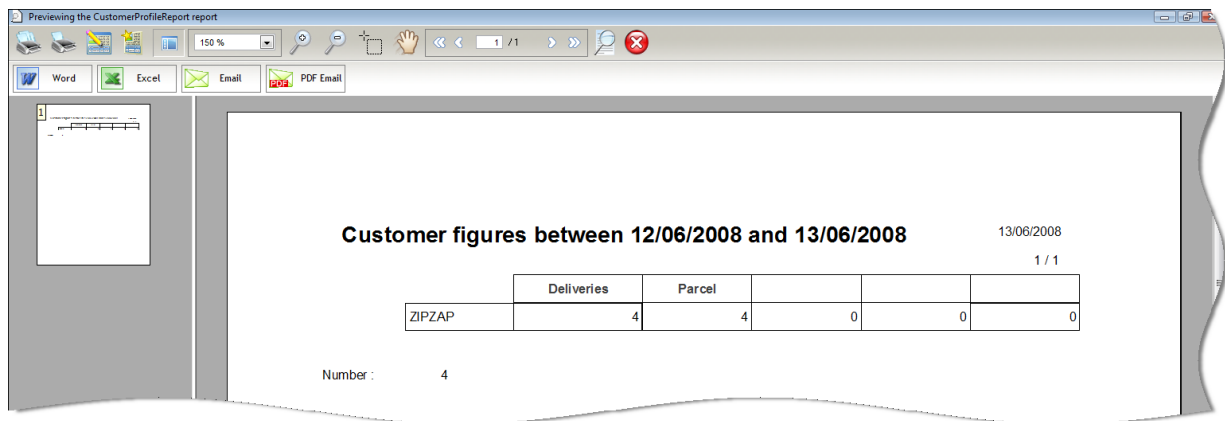 Previewing the CustomerProfileReport report
150 % 1 /1
Word Excel Email PDF PDF Email
1
Customer figures between 12/06/2008 and 13/06/2008 13/06/2008
1 / 1
Deliveries Parcel
ZIPZAP 4 4 0 0 0
Number : 4